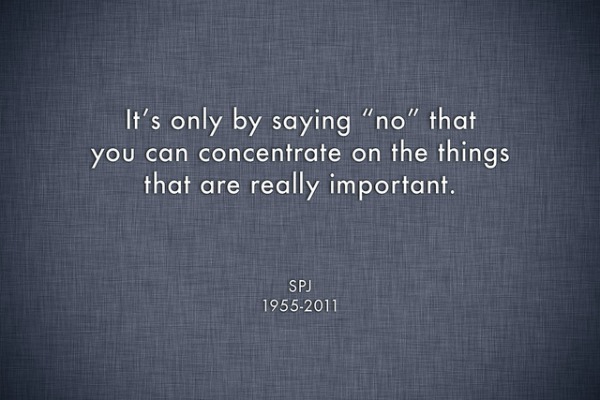 It’s only by saying “no” that
you can concentrate on the things
that are really important.
SPJ
1955-2011